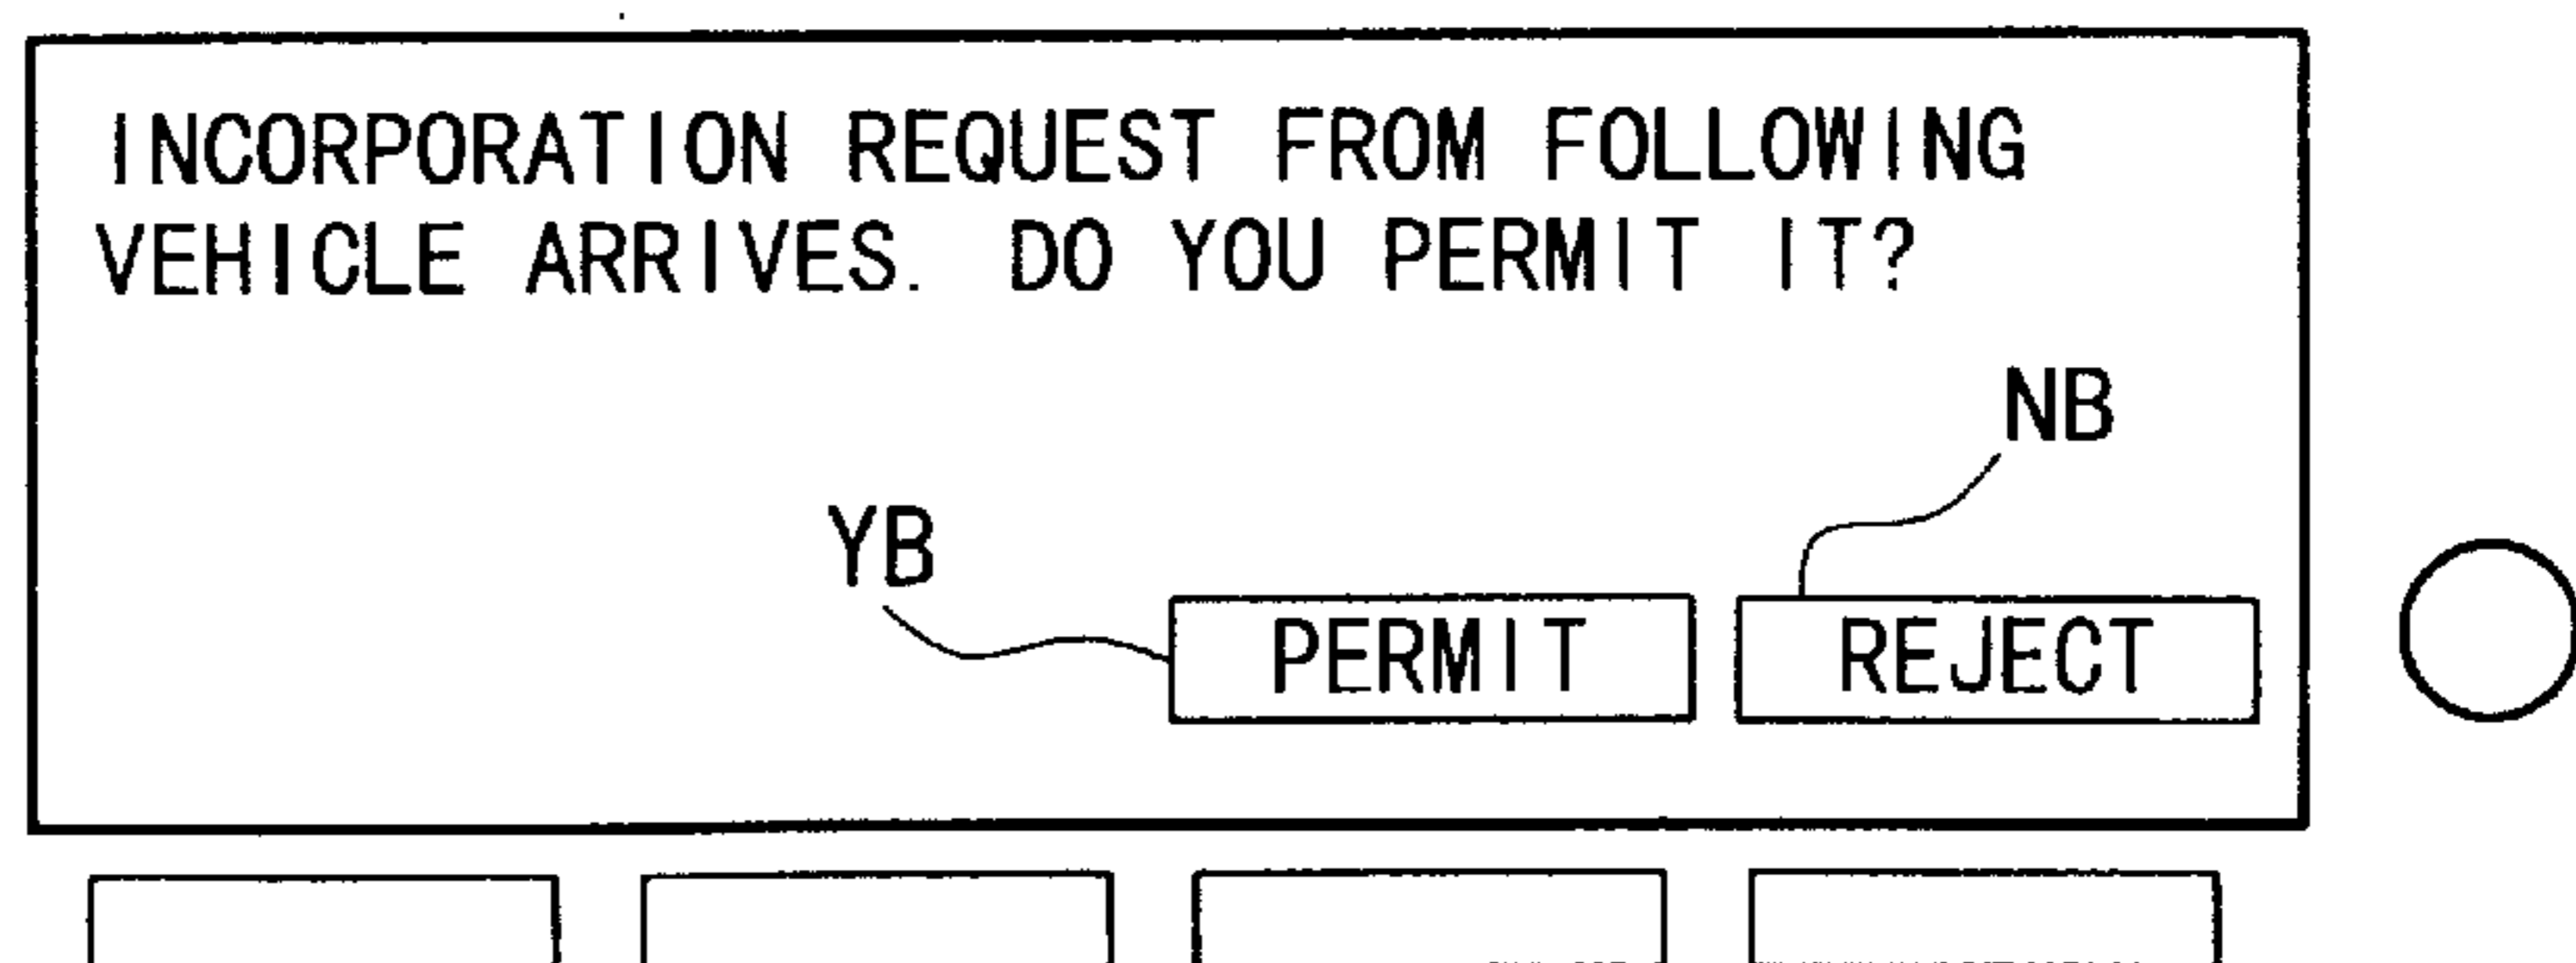 INCORPORATION REQUEST FROM FOLLOWING
VEHICLE ARRIVES. DO YOU PERMIT IT?
NB
YB
PERMIT REJECT